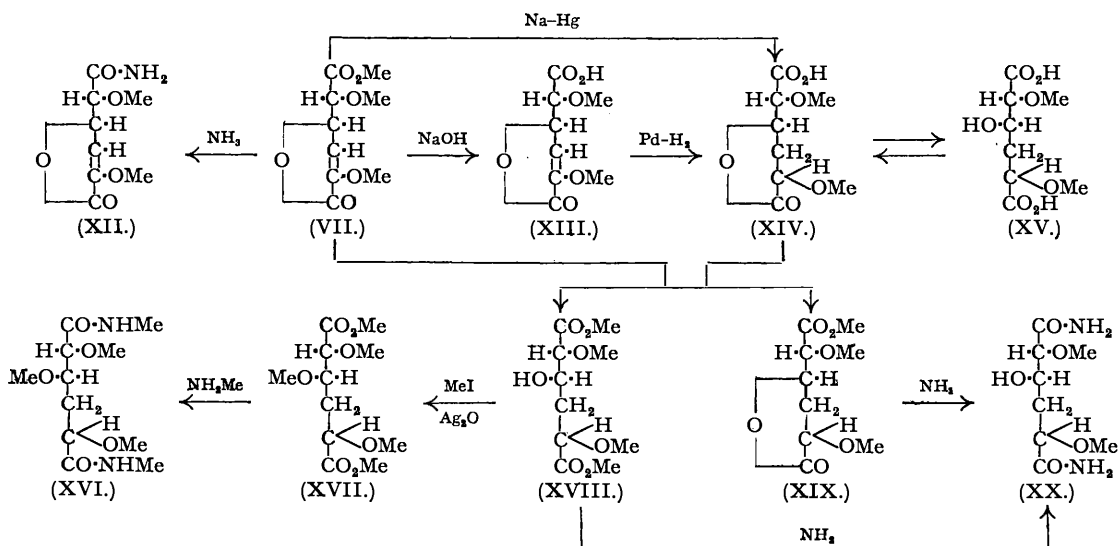 Na–Hg
CO·NH₂ CO₂Me CO₂H CO₂H CO₂H
H·C·OMe H·C·OMe H·C·OMe H·C·OMe H·C·OMe
C·H C·H C·H C·H HO·C·H
O C·H NH₃ O C·H NaOH O C·H Pd–H₂ O CH₂ CH₂
C·OMe C·OMe C·OMe C H OMe C H OMe
CO CO CO CO CO₂H
(XII.) (VII.) (XIII.) (XIV.) (XV.)
CO·NHMe CO₂Me CO₂Me CO₂Me CO·NH₂
H·C·OMe H·C·OMe H·C·OMe H·C·OMe H·C·OMe
MeO·C·H NH₂Me MeO·C·H MeI HO·C·H C·H NH₃ HO·C·H
CH₂ CH₂ Ag₂O CH₂ O CH₂ CH₂
C H OMe C H OMe C H OMe C H OMe C H OMe
CO·NHMe CO₂Me CO₂Me CO CO·NH₂
(XVI.) (XVII.) (XVIII.) (XIX.) (XX.)
NH₃